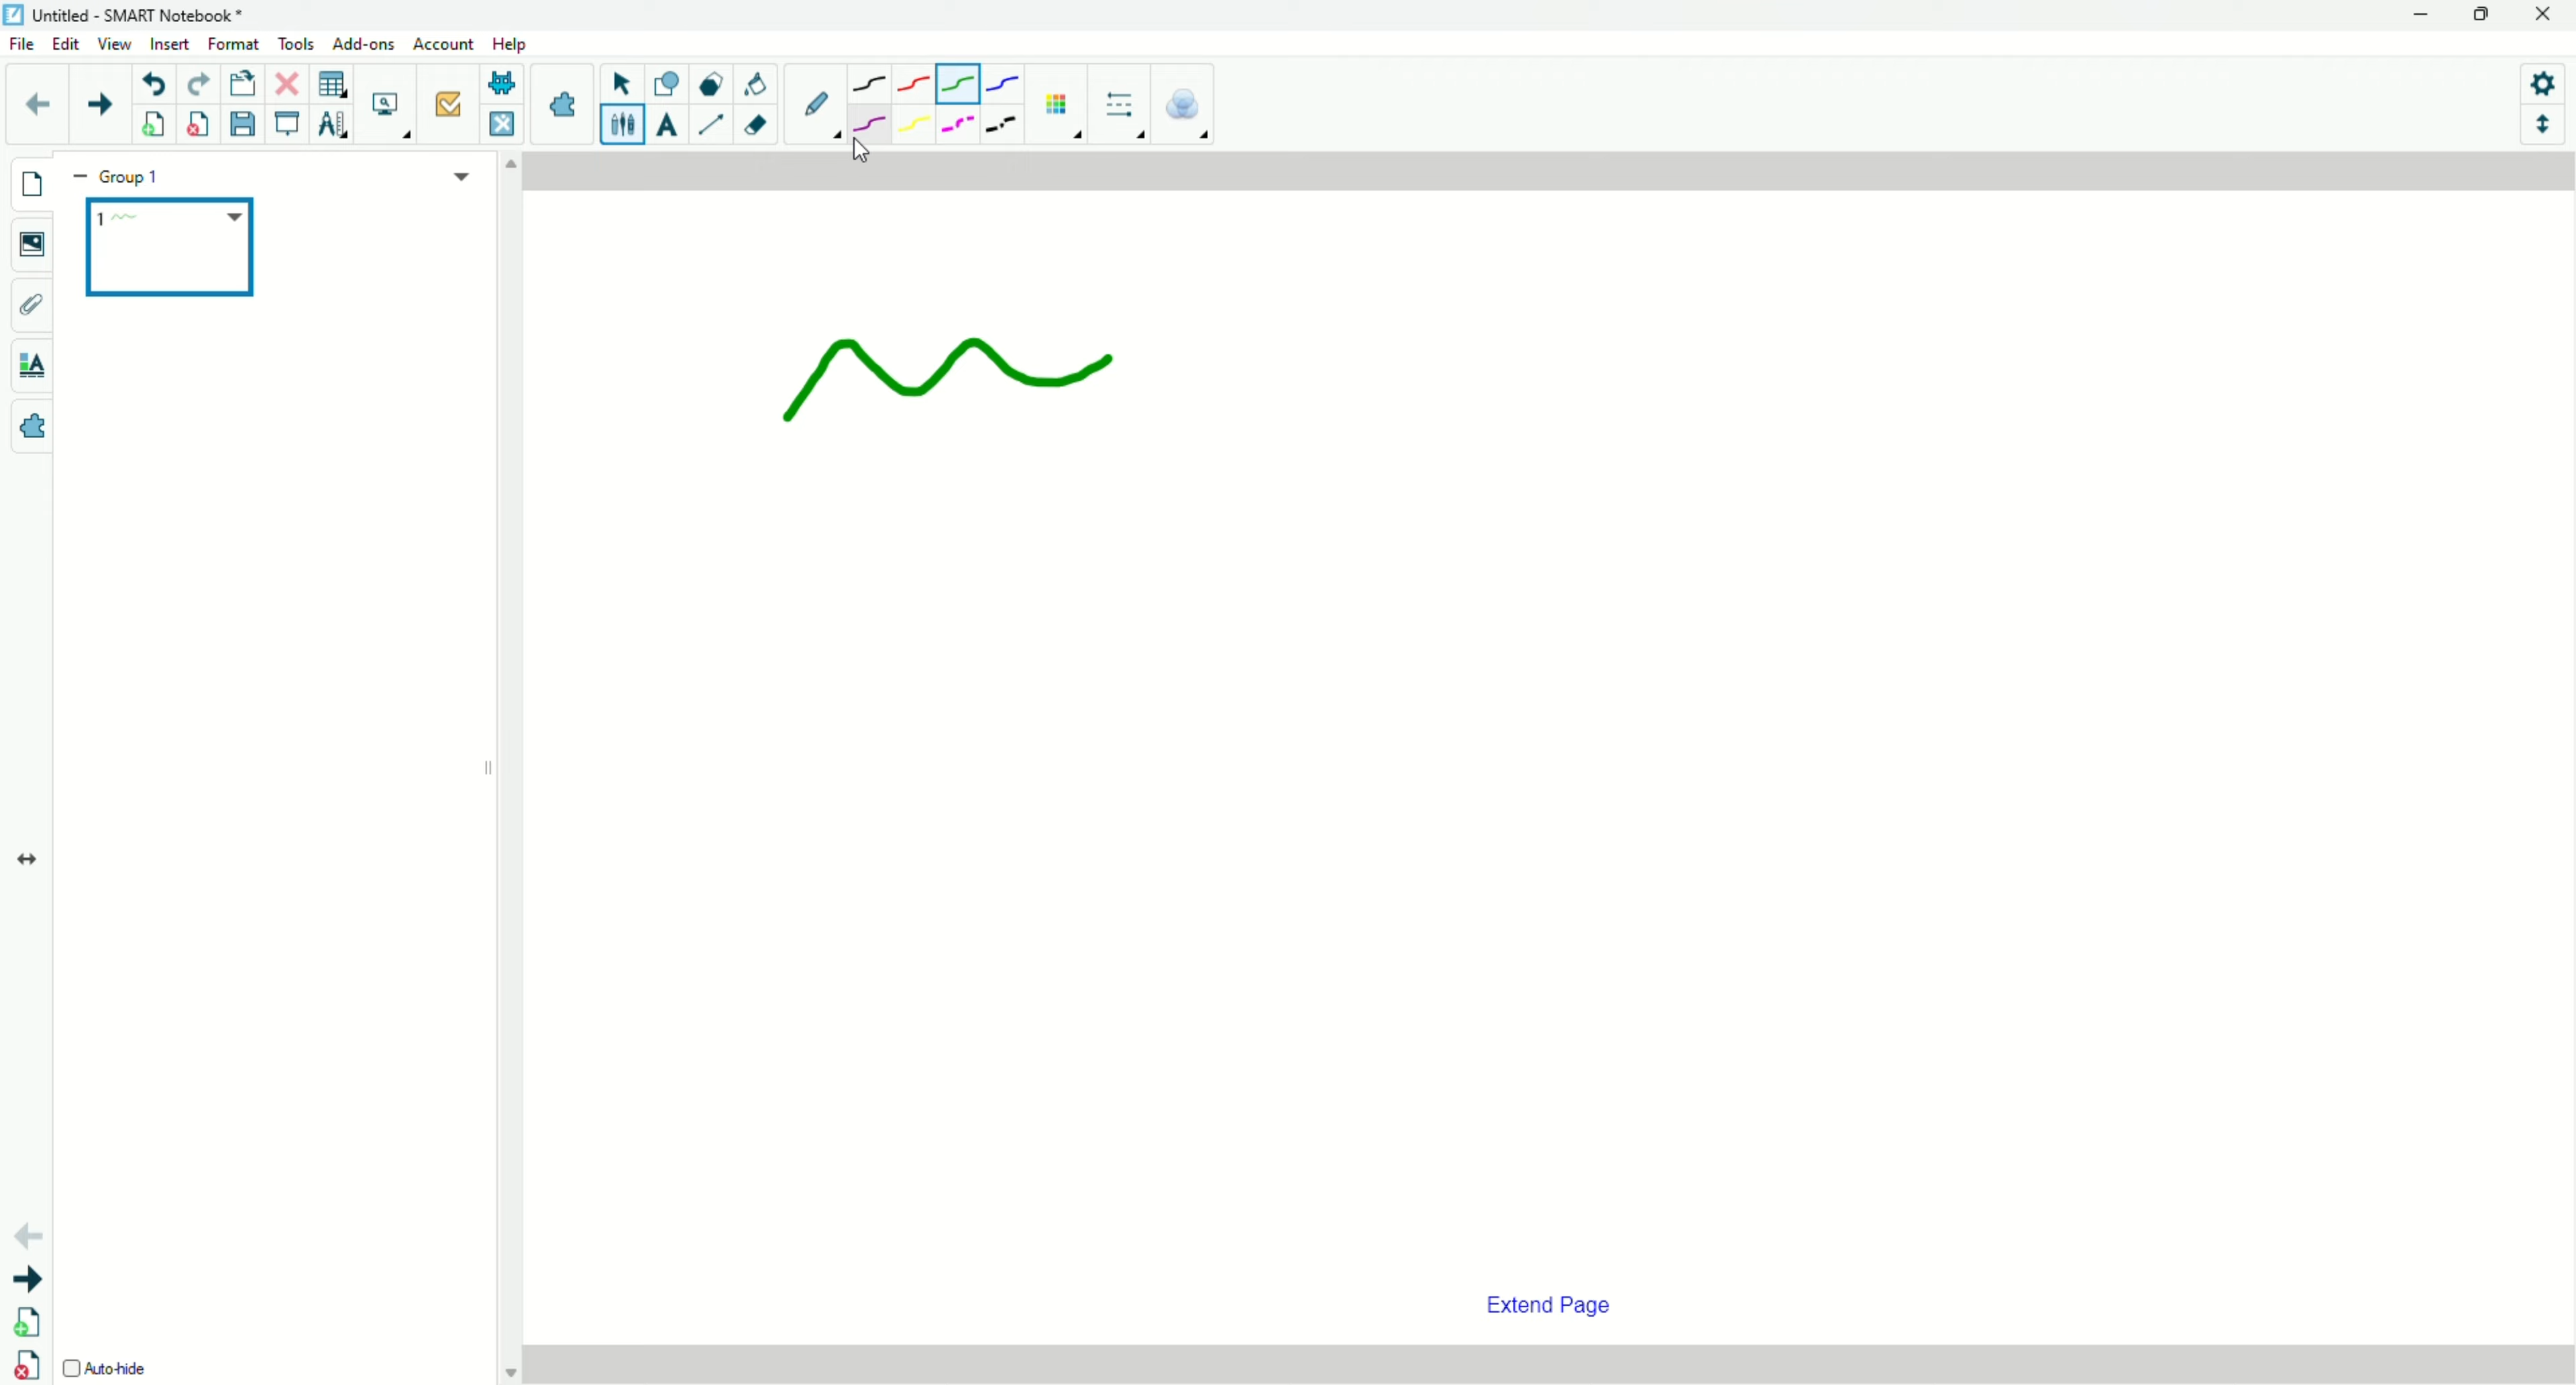 Untitled - SMART Notebook *
File Edit View Insert Format Tools Add-ons Account Help
Group 1
1
Extend Page
Auto-hide